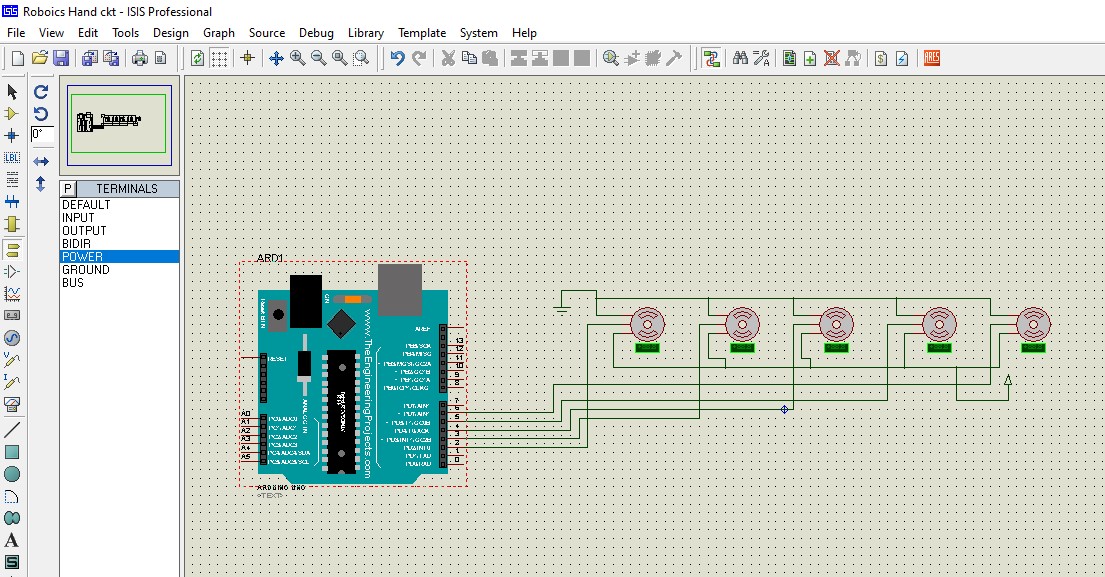 ISIS Roboics Hand ckt - ISIS Professional
File View Edit Tools Design Graph Source Debug Library Template System Help
ARES
LBL
0°
P TERMINALS
DEFAULT
INPUT
OUTPUT
BIDIR
POWER
GROUND
BUS
A
S
ARD1
www.TheEngineeringProjects.com
RESET
AREF
13
12
11
10
9
8
7
6
5
4
3
2
1
0
A0
A1
A2
A3
A4
A5
ANALOG IN
ARDUINO UNO
<TEXT>